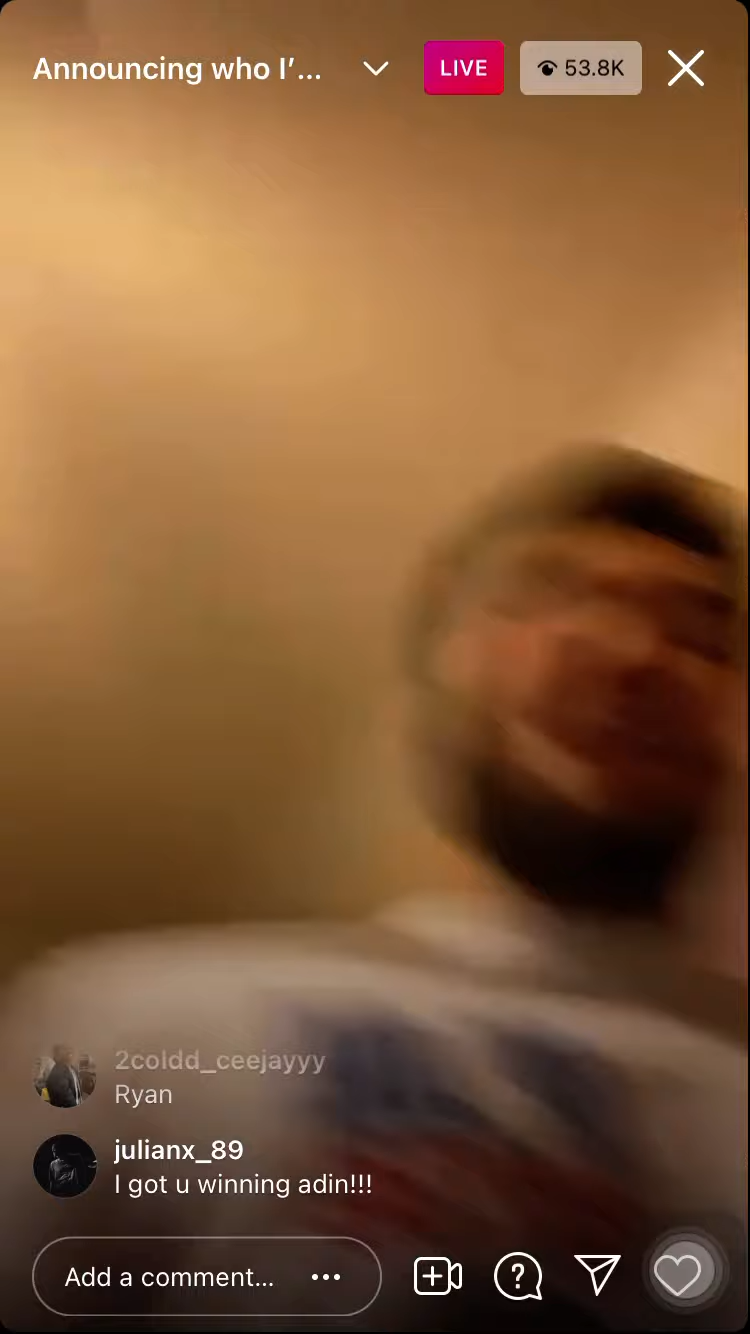 Announcing who I’...
LIVE
53.8K
2coldd_ceejayyy
Ryan
julianx_89
I got u winning adin!!!
Add a comment...